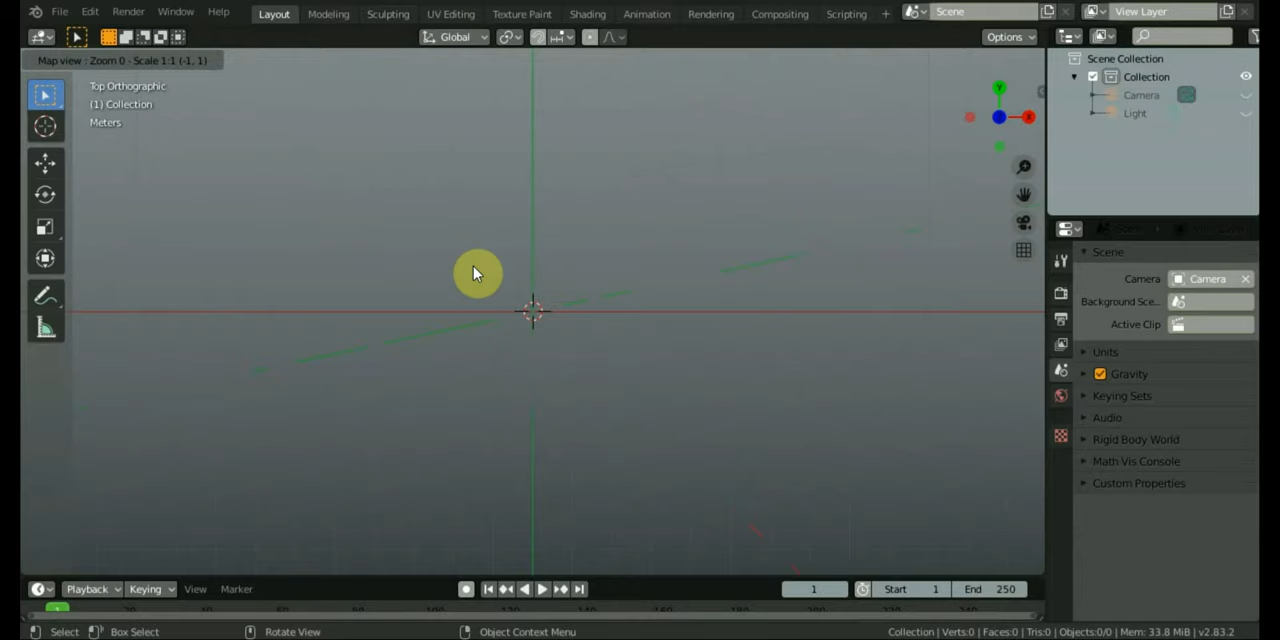 File Edit Render Window Help Layout Modeling Sculpting UV Editing Texture Paint Shading Animation Rendering Compositing Scripting + Scene View Layer
Global Options
Map view : Zoom 0 - Scale 1:1 (-1, 1)
Top Orthographic
(1) Collection
Meters
Y
X
Scene Collection
Collection
Camera
Light
Scene
Camera Camera
Background Sce...
Active Clip
Units
Gravity
Keying Sets
Audio
Rigid Body World
Math Vis Console
Custom Properties
Playback Keying View Marker 1 Start 1 End 250
1
Select Box Select Rotate View Object Context Menu Collection | Verts:0 | Faces:0 | Tris:0 | Objects:0/0 | Mem: 33.8 MiB | v2.83.2